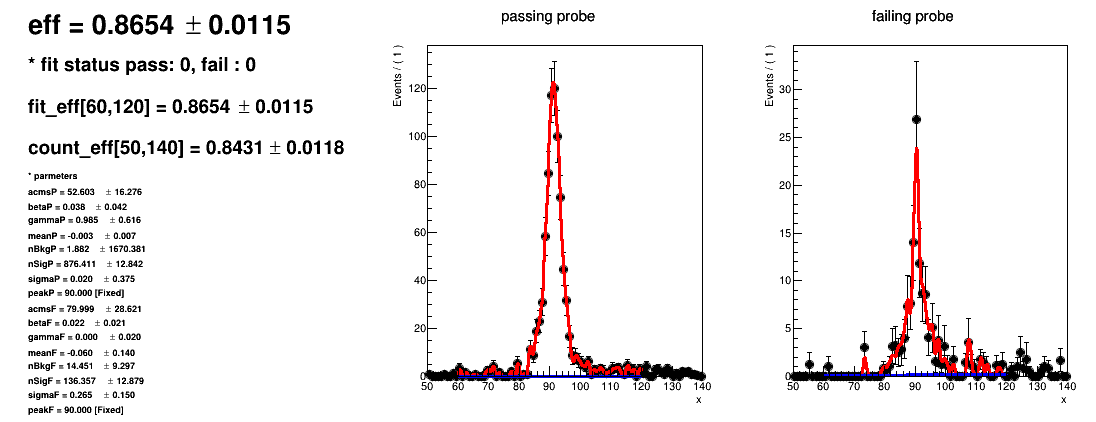 eff = 0.8654 ± 0.0115
* fit status pass: 0, fail : 0
fit_eff[60,120] = 0.8654 ± 0.0115
count_eff[50,140] = 0.8431 ± 0.0118
* parmeters
acmsP = 52.603 ± 16.276
betaP = 0.038 ± 0.042
gammaP = 0.985 ± 0.616
meanP = -0.003 ± 0.007
nBkgP = 1.882 ± 1670.381
nSigP = 876.411 ± 12.842
sigmaP = 0.020 ± 0.375
peakP = 90.000 [Fixed]
acmsF = 79.999 ± 28.621
betaF = 0.022 ± 0.021
gammaF = 0.000 ± 0.020
meanF = -0.060 ± 0.140
nBkgF = 14.451 ± 9.297
nSigF = 136.357 ± 12.879
sigmaF = 0.265 ± 0.150
peakF = 90.000 [Fixed]
passing probe
Events / ( 1 )
120
100
80
60
40
20
0
50 60 70 80 90 100 110 120 130 140
x
failing probe
Events / ( 1 )
30
25
20
15
10
5
0
50 60 70 80 90 100 110 120 130 140
x